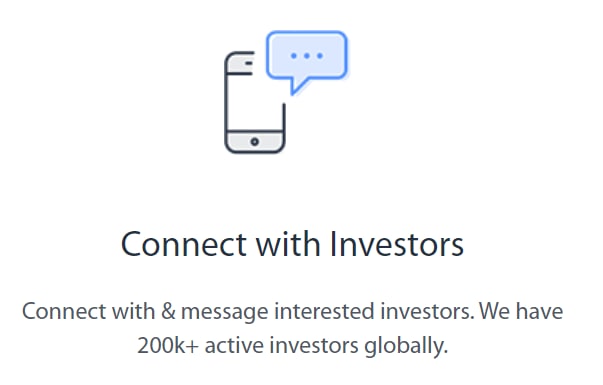 Connect with Investors
Connect with & message interested investors. We have
200k+ active investors globally.